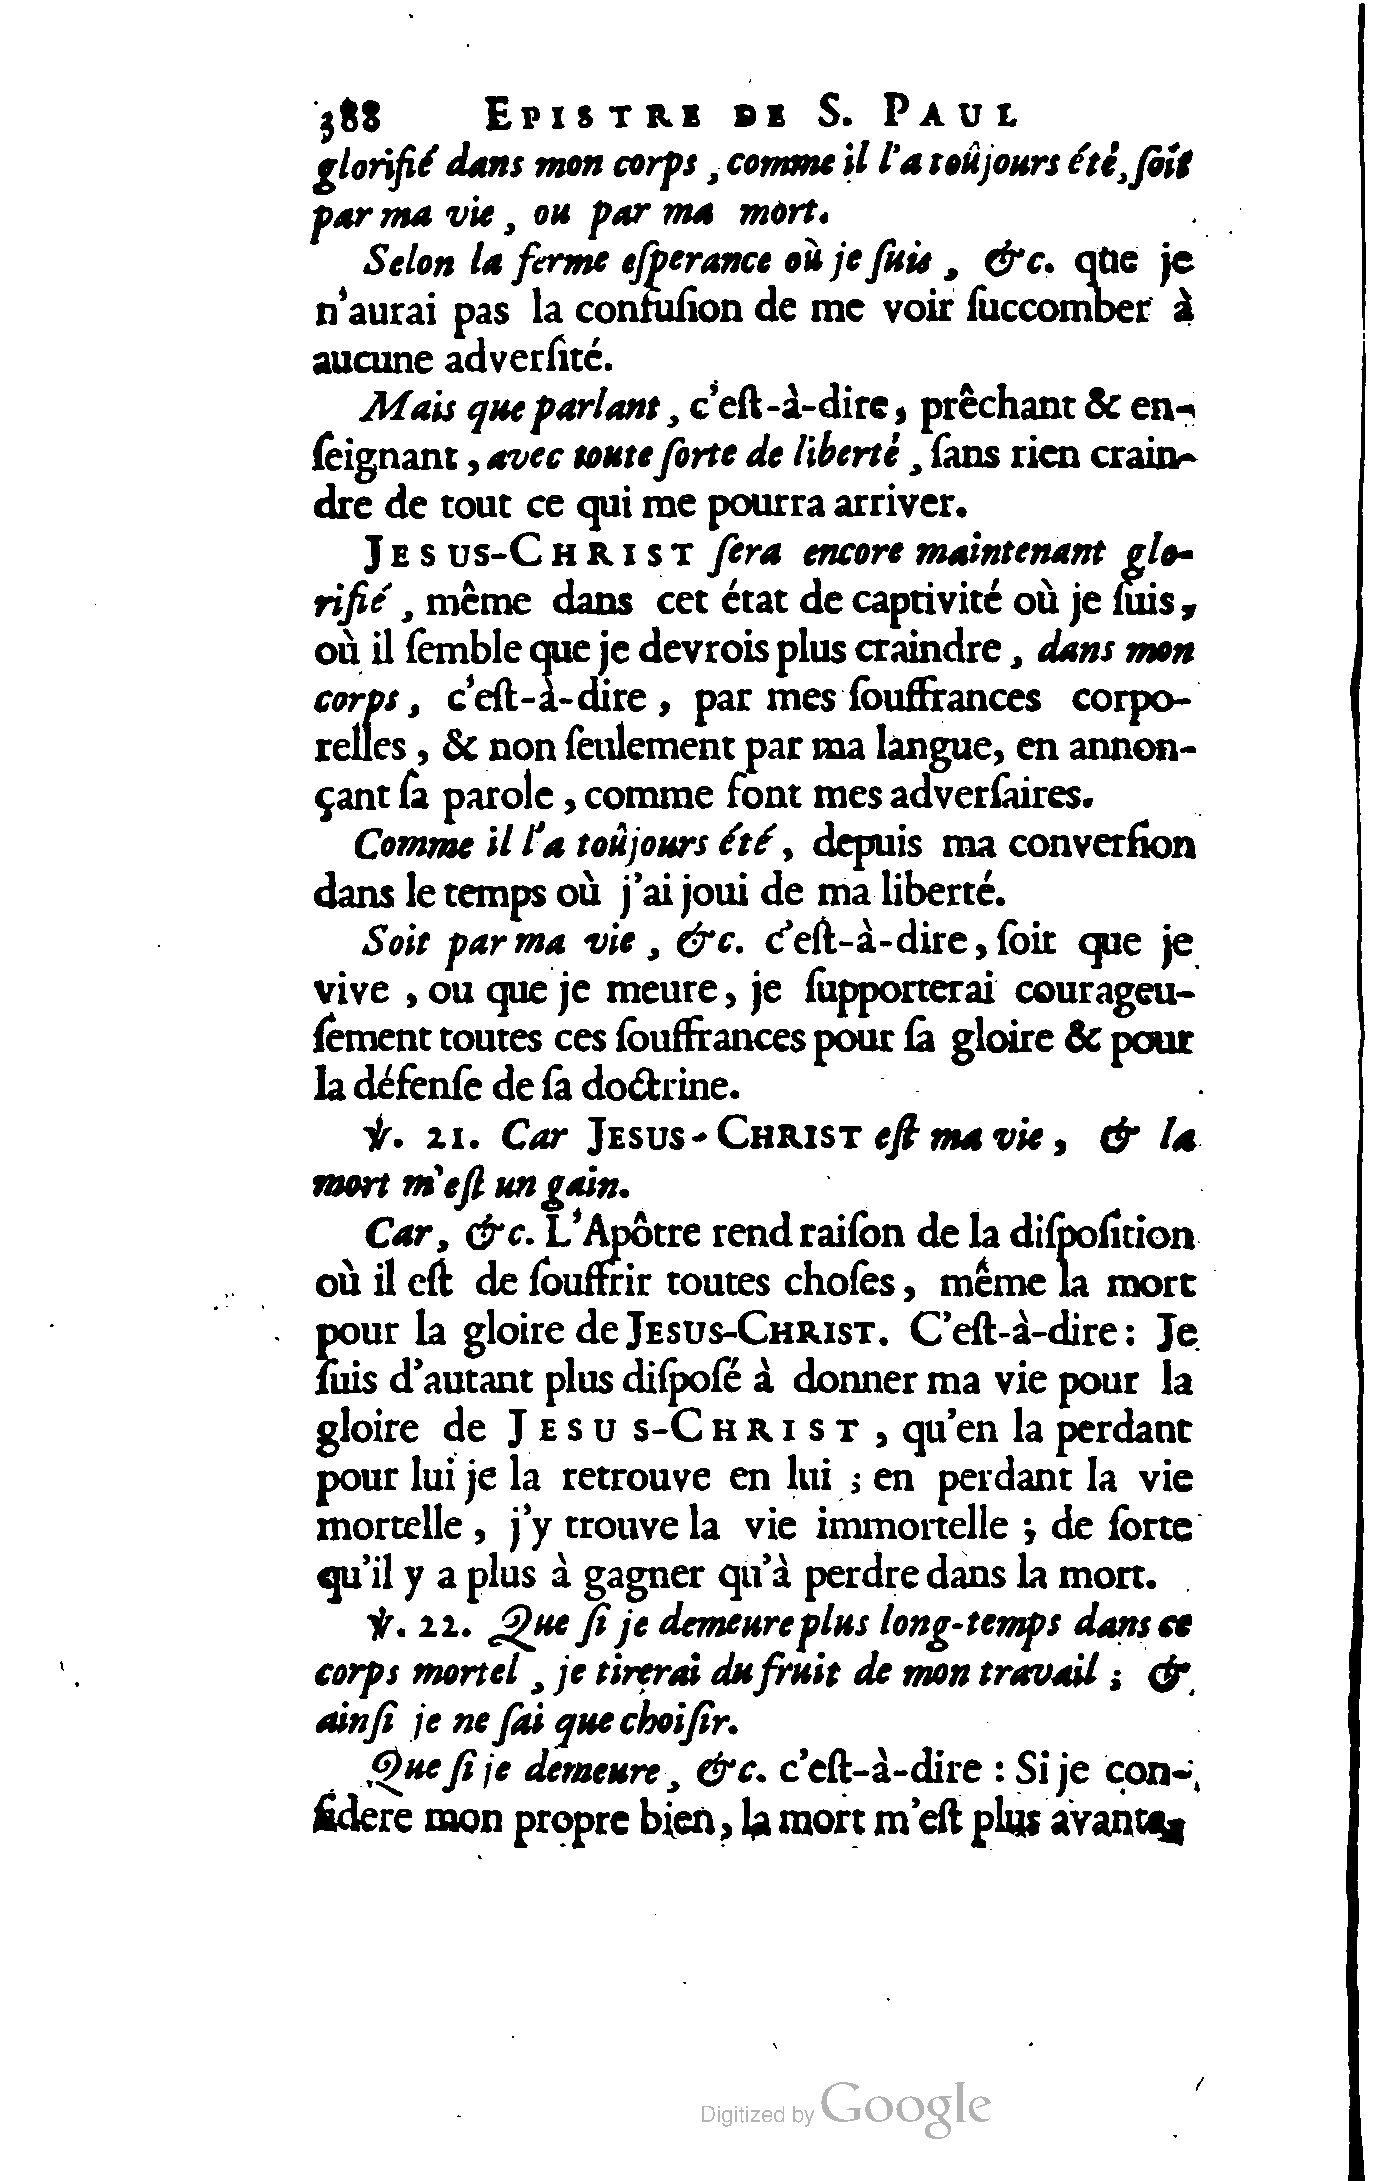 388 EPISTRE DE S. PAUL
glorifié dans mon corps, comme il l'a toûjours été, ſoit
par ma vie, ou par ma mort.
Selon la ferme eſperance où je ſuis, &c. que je
n'aurai pas la confuſion de me voir ſuccomber à
aucune adverſité.
Mais que parlant, c'eſt-à-dire, prêchant & en-
ſeignant, avec toute ſorte de liberté, ſans rien crain-
dre de tout ce qui me pourra arriver.
JESUS-CHRIST ſera encore maintenant glo-
rifié, même dans cet état de captivité où je ſuis,
où il ſemble que je devrois plus craindre, dans mon
corps, c'eſt-à-dire, par mes ſouffrances corpo-
relles, & non ſeulement par ma langue, en annon-
çant ſa parole, comme font mes adverſaires.
Comme il l'a toûjours été, depuis ma converſion
dans le temps où j'ai joui de ma liberté.
Soit par ma vie, &c. c'eſt-à-dire, ſoit que je
vive, ou que je meure, je ſupporterai courageu-
ſement toutes ces ſouffrances pour ſa gloire & pour
la défenſe de ſa doctrine.
℣. 21. Car JESUS-CHRIST eſt ma vie, & la
mort m'eſt un gain.
Car, &c. L'Apôtre rend raiſon de la diſpoſition
où il eſt de ſouffrir toutes choſes, même la mort
pour la gloire de JESUS-CHRIST. C'eſt-à-dire: Je
ſuis d'autant plus diſpoſé à donner ma vie pour la
gloire de JESUS-CHRIST, qu'en la perdant
pour lui je la retrouve en lui; en perdant la vie
mortelle, j'y trouve la vie immortelle; de ſorte
qu'il y a plus à gagner qu'à perdre dans la mort.
℣. 22. Que ſi je demeure plus long-temps dans ce
corps mortel, je tirerai du fruit de mon travail; &
ainſi je ne ſai que choiſir.
Que ſi je demeure, &c. c'eſt-à-dire: Si je con-
ſidere mon propre bien, la mort m'eſt plus avanta-
Digitized by Google